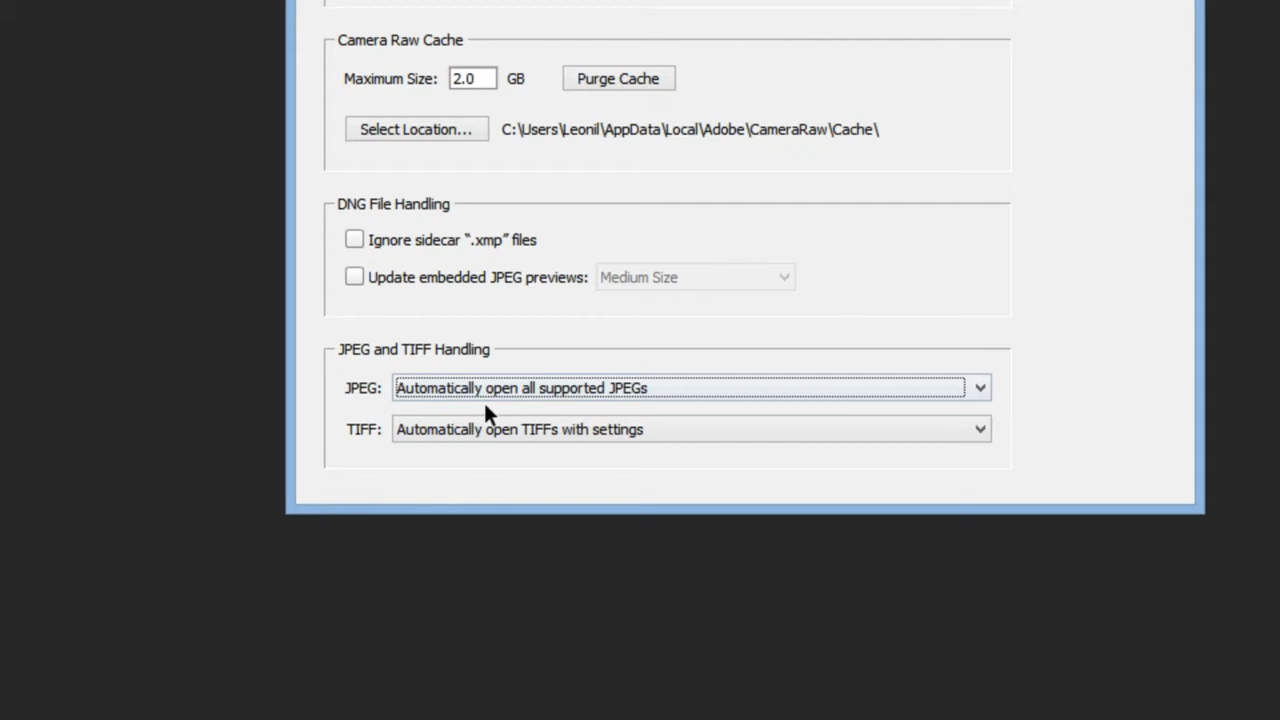 Camera Raw Cache
Maximum Size: 2.0 GB Purge Cache
Select Location... C:\Users\Leonil\AppData\Local\Adobe\CameraRaw\Cache\
DNG File Handling
Ignore sidecar “.xmp” files
Update embedded JPEG previews: Medium Size
JPEG and TIFF Handling
JPEG: Automatically open all supported JPEGs
TIFF: Automatically open TIFFs with settings